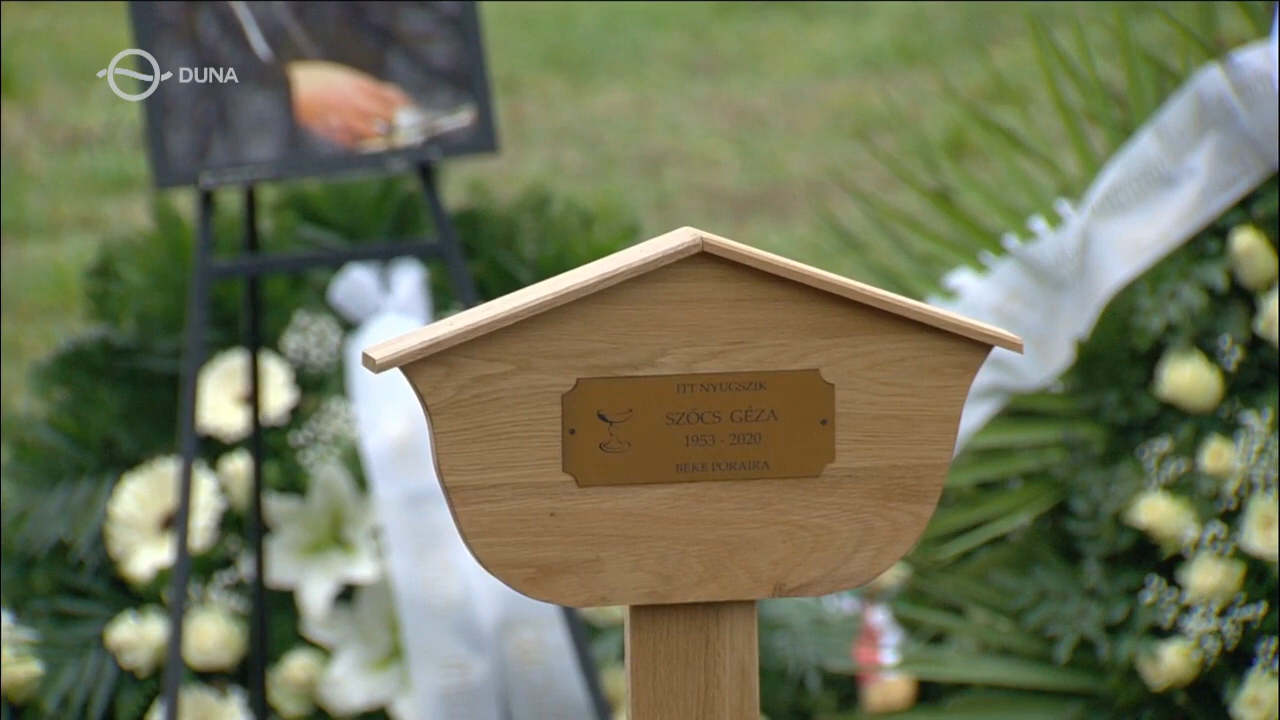 DUNA
ITT NYUGSZIK
SZŐCS GÉZA
1953 - 2020
BÉKE PORAIRA